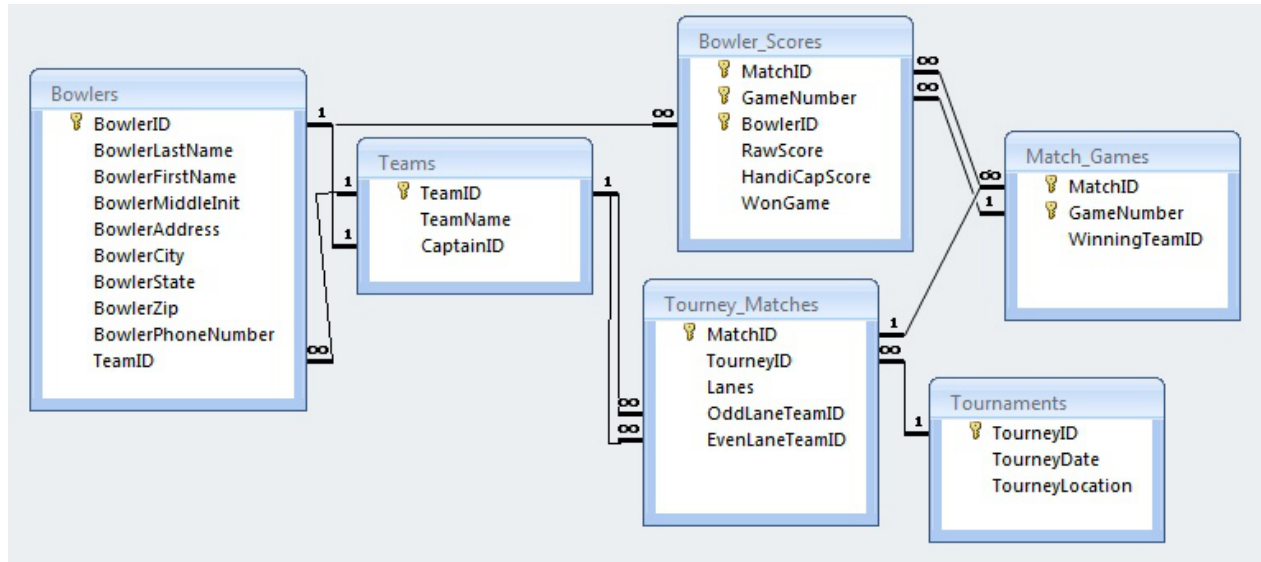 Bowlers
BowlerID
BowlerLastName
BowlerFirstName
BowlerMiddleInit
BowlerAddress
BowlerCity
BowlerState
BowlerZip
BowlerPhoneNumber
TeamID
1
∞
1
∞
1
1
Teams
TeamID
TeamName
CaptainID
1
∞
∞
Bowler_Scores
MatchID
GameNumber
BowlerID
RawScore
HandiCapScore
WonGame
∞
∞
Tourney_Matches
MatchID
TourneyID
Lanes
OddLaneTeamID
EvenLaneTeamID
1
∞
∞
1
Match_Games
MatchID
GameNumber
WinningTeamID
1
Tournaments
TourneyID
TourneyDate
TourneyLocation